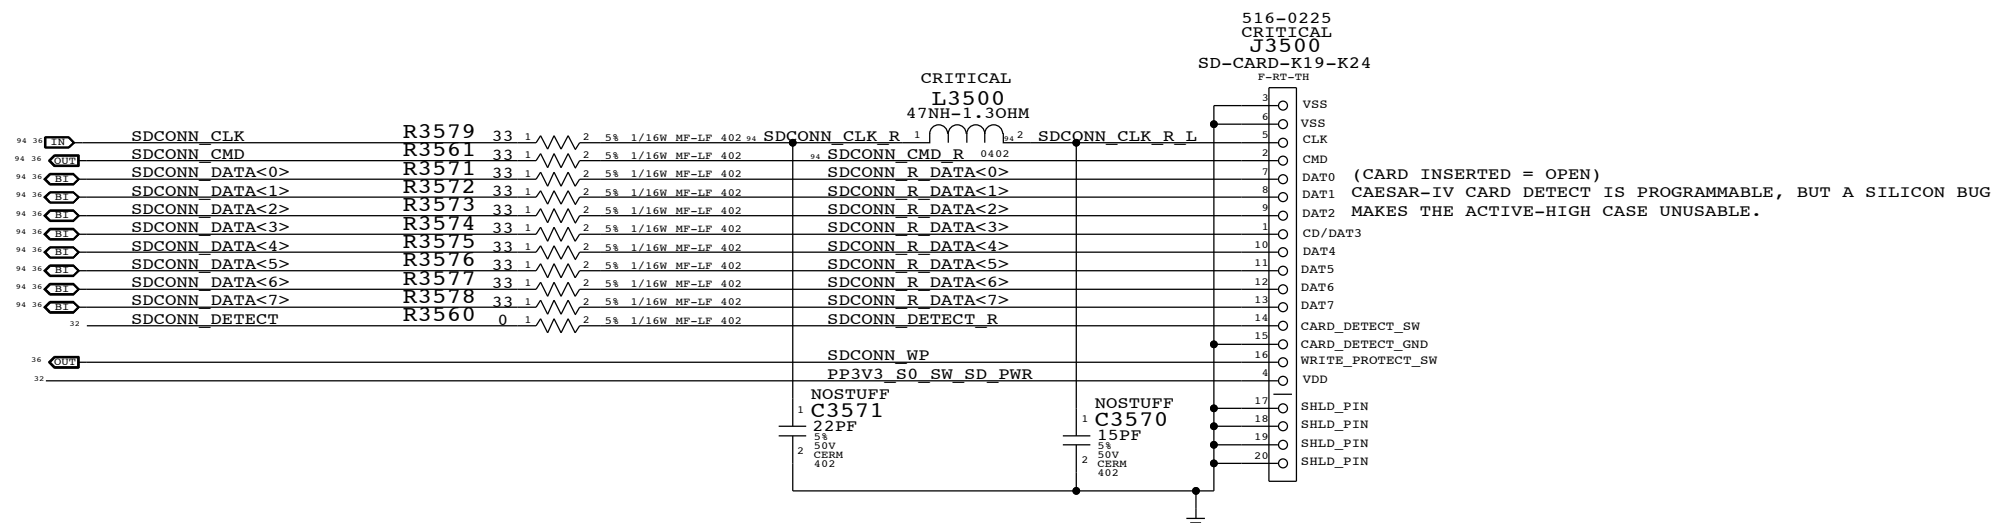 516-0225
CRITICAL
J3500
SD-CARD-K19-K24
F-RT-TH
CRITICAL
L3500
47NH-1.3OHM
3 VSS
6 VSS
94 36 IN SDCONN_CLK R3579 33 1 2 5% 1/16W MF-LF 402 94 SDCONN_CLK_R 1 94 2 SDCONN_CLK_R_L 5 CLK
94 36 OUT SDCONN_CMD R3561 33 1 2 5% 1/16W MF-LF 402 94 SDCONN_CMD_R 0402 2 CMD
94 36 BI SDCONN_DATA<0> R3571 33 1 2 5% 1/16W MF-LF 402 SDCONN_R_DATA<0> 7 DAT0 (CARD INSERTED = OPEN)
94 36 BI SDCONN_DATA<1> R3572 33 1 2 5% 1/16W MF-LF 402 SDCONN_R_DATA<1> 8 DAT1 CAESAR-IV CARD DETECT IS PROGRAMMABLE, BUT A SILICON BUG
94 36 BI SDCONN_DATA<2> R3573 33 1 2 5% 1/16W MF-LF 402 SDCONN_R_DATA<2> 9 DAT2 MAKES THE ACTIVE-HIGH CASE UNUSABLE.
94 36 BI SDCONN_DATA<3> R3574 33 1 2 5% 1/16W MF-LF 402 SDCONN_R_DATA<3> 1 CD/DAT3
94 36 BI SDCONN_DATA<4> R3575 33 1 2 5% 1/16W MF-LF 402 SDCONN_R_DATA<4> 10 DAT4
94 36 BI SDCONN_DATA<5> R3576 33 1 2 5% 1/16W MF-LF 402 SDCONN_R_DATA<5> 11 DAT5
94 36 BI SDCONN_DATA<6> R3577 33 1 2 5% 1/16W MF-LF 402 SDCONN_R_DATA<6> 12 DAT6
94 36 BI SDCONN_DATA<7> R3578 33 1 2 5% 1/16W MF-LF 402 SDCONN_R_DATA<7> 13 DAT7
32 SDCONN_DETECT R3560 0 1 2 5% 1/16W MF-LF 402 SDCONN_DETECT_R 14 CARD_DETECT_SW
15 CARD_DETECT_GND
36 OUT SDCONN_WP 16 WRITE_PROTECT_SW
32 PP3V3_S0_SW_SD_PWR 4 VDD
NOSTUFF
1 C3571
22PF
5%
50V
2 CERM
402
NOSTUFF
1 C3570
15PF
5%
50V
2 CERM
402
17 SHLD_PIN
18 SHLD_PIN
19 SHLD_PIN
20 SHLD_PIN